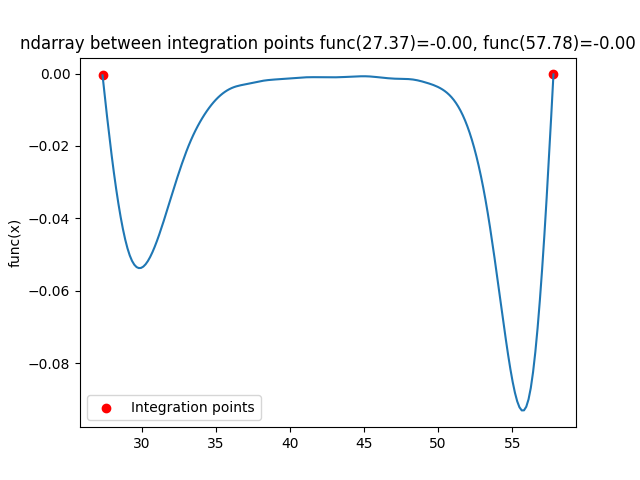 ndarray between integration points func(27.37)=-0.00, func(57.78)=-0.00
0.00
−0.02
−0.04
−0.06
−0.08
func(x)
Integration points
30 35 40 45 50 55